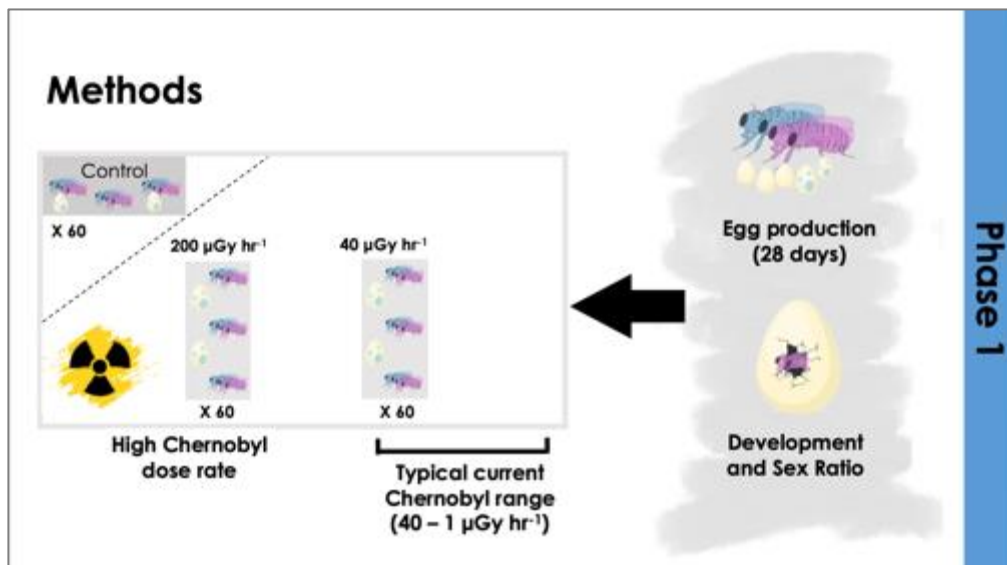 Methods
Control
X 60
200 µGy hr⁻¹
40 µGy hr⁻¹
X 60
X 60
High Chernobyl
dose rate
Typical current
Chernobyl range
(40 – 1 µGy hr⁻¹)
Egg production
(28 days)
Development
and Sex Ratio
Phase 1